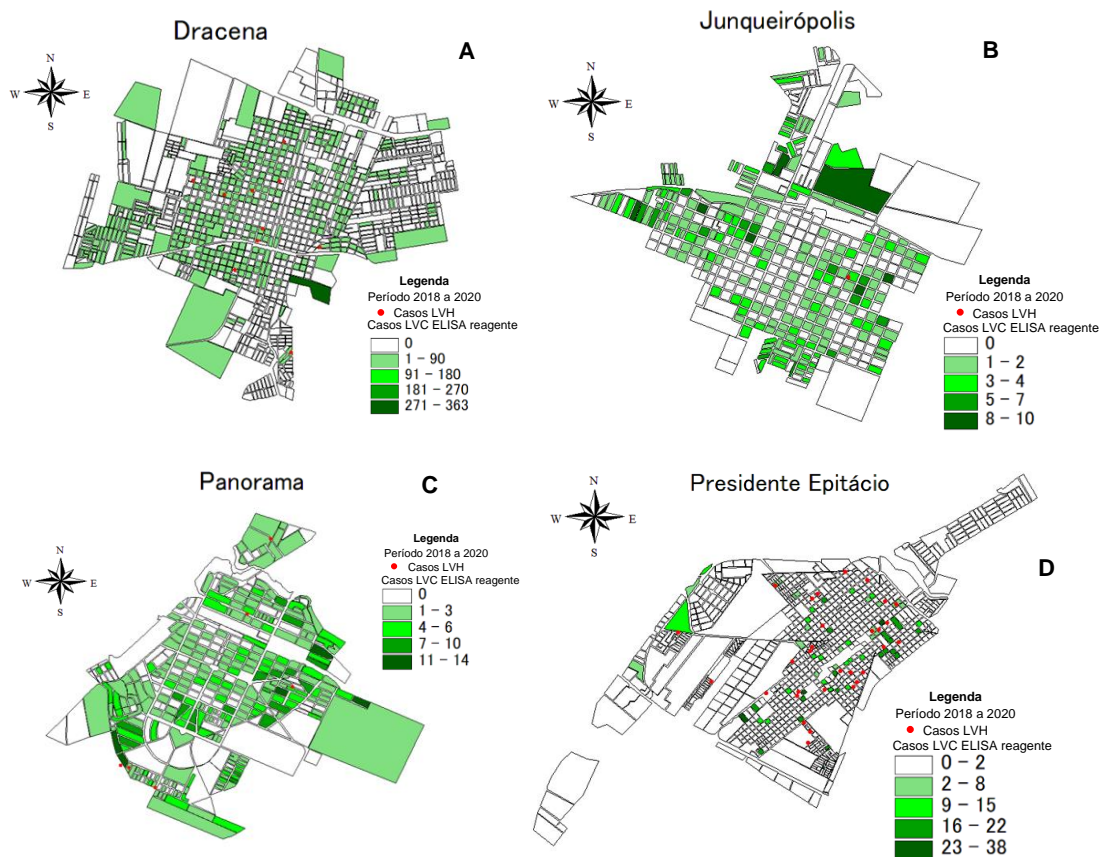 Dracena
A
N
W E
S
Legenda
Período 2018 a 2020
Casos LVH
Casos LVC ELISA reagente
0
1 – 90
91 – 180
181 – 270
271 – 363
Junqueirópolis
B
N
W E
S
Legenda
Período 2018 a 2020
Casos LVH
Casos LVC ELISA reagente
0
1 – 2
3 – 4
5 – 7
8 – 10
Panorama
C
N
W E
S
Legenda
Período 2018 a 2020
Casos LVH
Casos LVC ELISA reagente
0
1 – 3
4 – 6
7 – 10
11 – 14
Presidente Epitácio
D
N
W E
S
Legenda
Período 2018 a 2020
Casos LVH
Casos LVC ELISA reagente
0 – 2
2 – 8
9 – 15
16 – 22
23 – 38